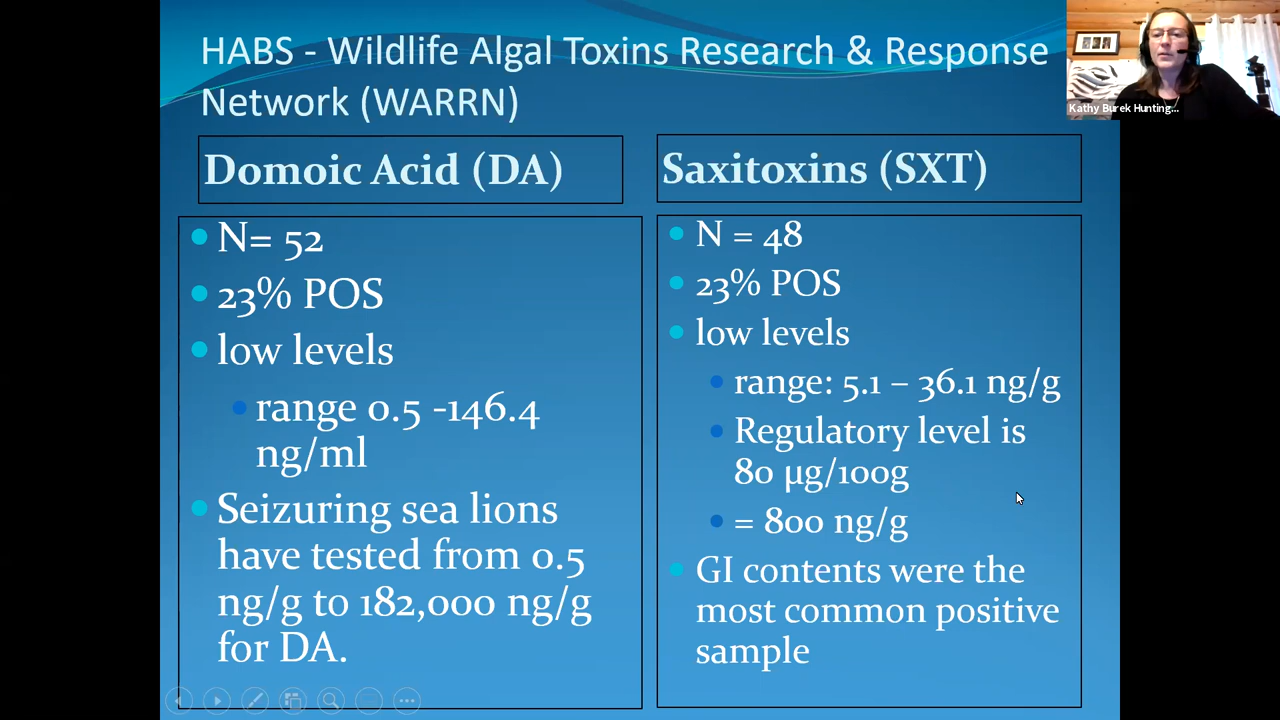 HABS - Wildlife Algal Toxins Research & Response
Network (WARRN)
Kathy Burek Hunting...
Domoic Acid (DA)
N= 52
23% POS
low levels
range 0.5 -146.4
ng/ml
Seizuring sea lions
have tested from 0.5
ng/g to 182,000 ng/g
for DA.
Saxitoxins (SXT)
N = 48
23% POS
low levels
range: 5.1 – 36.1 ng/g
Regulatory level is
80 µg/100g
= 800 ng/g
GI contents were the
most common positive
sample